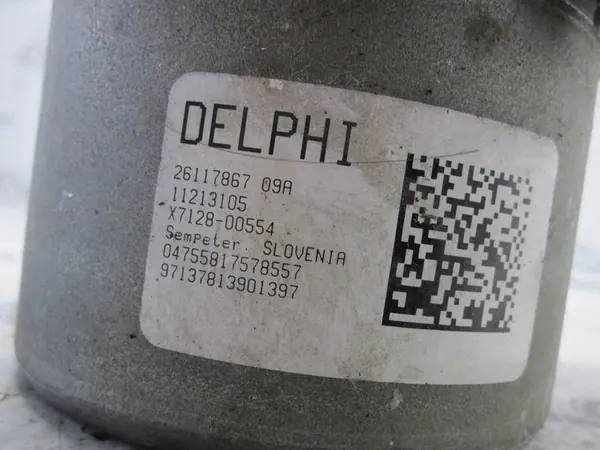 DELPHI
26117867 09A
11213105
X7128-00554
Sempeter, SLOVENIA
04755817578557
97137813901397